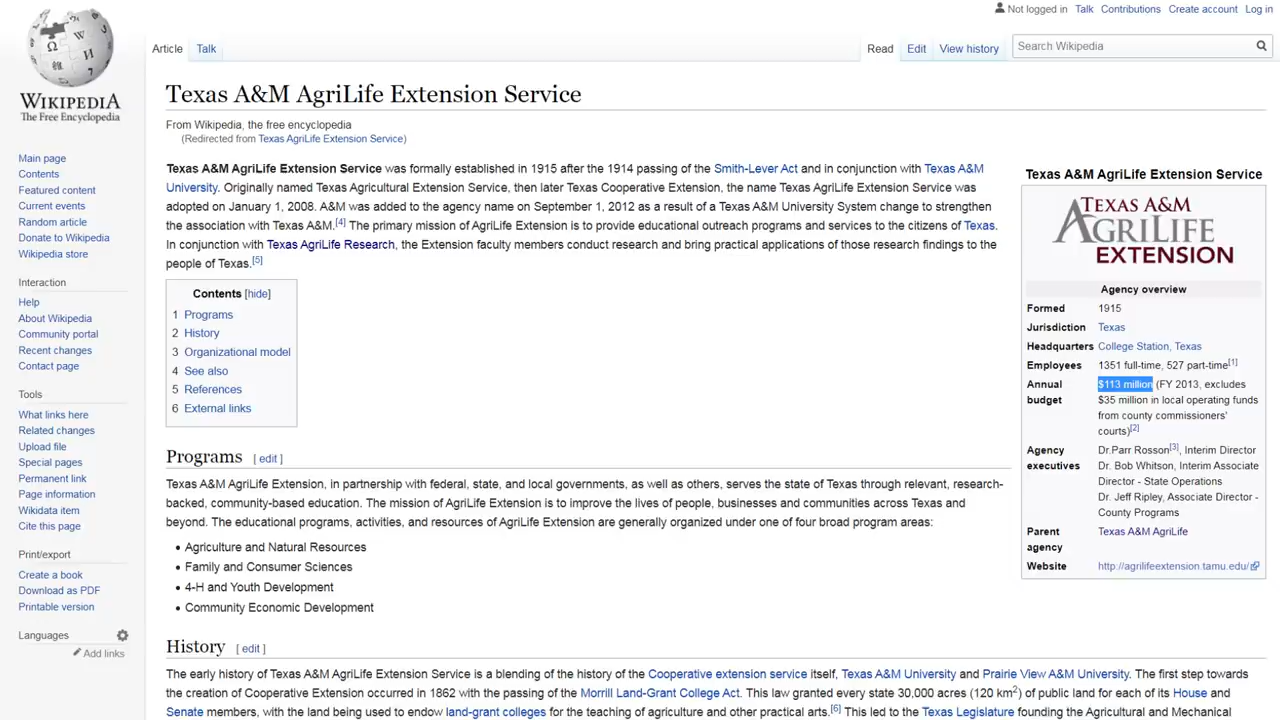 Not logged in Talk Contributions Create account Log in
Article Talk Read Edit View history Search Wikipedia
WIKIPEDIA
The Free Encyclopedia
Main page
Contents
Featured content
Current events
Random article
Donate to Wikipedia
Wikipedia store
Interaction
Help
About Wikipedia
Community portal
Recent changes
Contact page
Tools
What links here
Related changes
Upload file
Special pages
Permanent link
Page information
Wikidata item
Cite this page
Print/export
Create a book
Download as PDF
Printable version
Languages
Add links
Texas A&M AgriLife Extension Service
From Wikipedia, the free encyclopedia
(Redirected from Texas AgriLife Extension Service)
Texas A&M AgriLife Extension Service was formally established in 1915 after the 1914 passing of the Smith-Lever Act and in conjunction with Texas A&M
University. Originally named Texas Agricultural Extension Service, then later Texas Cooperative Extension, the name Texas AgriLife Extension Service was
adopted on January 1, 2008. A&M was added to the agency name on September 1, 2012 as a result of a Texas A&M University System change to strengthen
the association with Texas A&M.[4] The primary mission of AgriLife Extension is to provide educational outreach programs and services to the citizens of Texas.
In conjunction with Texas AgriLife Research, the Extension faculty members conduct research and bring practical applications of those research findings to the
people of Texas.[5]
Contents [hide]
1 Programs
2 History
3 Organizational model
4 See also
5 References
6 External links
Programs [ edit ]
Texas A&M AgriLife Extension, in partnership with federal, state, and local governments, as well as others, serves the state of Texas through relevant, research-
backed, community-based education. The mission of AgriLife Extension is to improve the lives of people, businesses and communities across Texas and
beyond. The educational programs, activities, and resources of AgriLife Extension are generally organized under one of four broad program areas:
• Agriculture and Natural Resources
• Family and Consumer Sciences
• 4-H and Youth Development
• Community Economic Development
History [ edit ]
The early history of Texas A&M AgriLife Extension Service is a blending of the history of the Cooperative extension service itself, Texas A&M University and Prairie View A&M University. The first step towards
the creation of Cooperative Extension occurred in 1862 with the passing of the Morrill Land-Grant College Act. This law granted every state 30,000 acres (120 km2) of public land for each of its House and
Senate members, with the land being used to endow land-grant colleges for the teaching of agriculture and other practical arts.[6] This led to the Texas Legislature founding the Agricultural and Mechanical
Texas A&M AgriLife Extension Service
TEXAS A&M
AGRILIFE
EXTENSION
Agency overview
Formed 1915
Jurisdiction Texas
Headquarters College Station, Texas
Employees 1351 full-time, 527 part-time[1]
Annual $113 million (FY 2013, excludes
budget $35 million in local operating funds
from county commissioners'
courts)[2]
Agency Dr.Parr Rosson[3], Interim Director
executives Dr. Bob Whitson, Interim Associate
Director - State Operations
Dr. Jeff Ripley, Associate Director -
County Programs
Parent Texas A&M AgriLife
agency
Website http://agrilifeextension.tamu.edu/